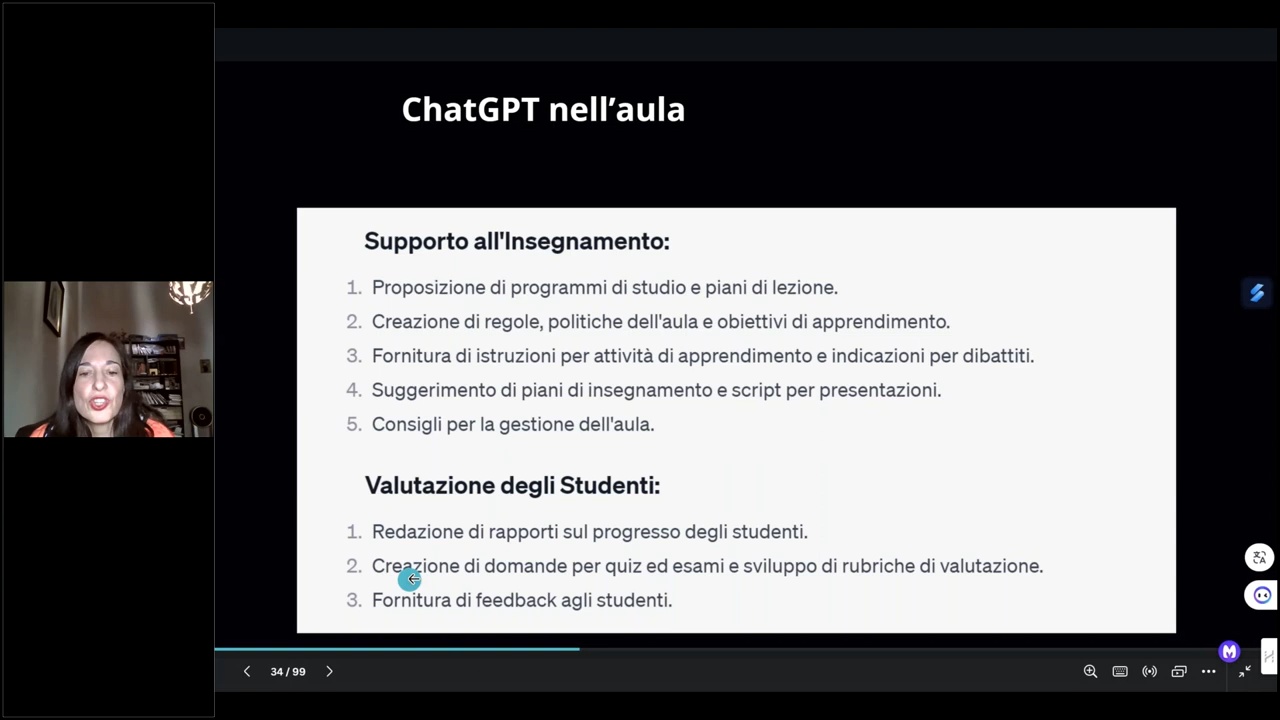 ChatGPT nell’aula
Supporto all'Insegnamento:
1. Proposizione di programmi di studio e piani di lezione.
2. Creazione di regole, politiche dell'aula e obiettivi di apprendimento.
3. Fornitura di istruzioni per attività di apprendimento e indicazioni per dibattiti.
4. Suggerimento di piani di insegnamento e script per presentazioni.
5. Consigli per la gestione dell'aula.
Valutazione degli Studenti:
1. Redazione di rapporti sul progresso degli studenti.
2. Creazione di domande per quiz ed esami e sviluppo di rubriche di valutazione.
3. Fornitura di feedback agli studenti.
34 / 99